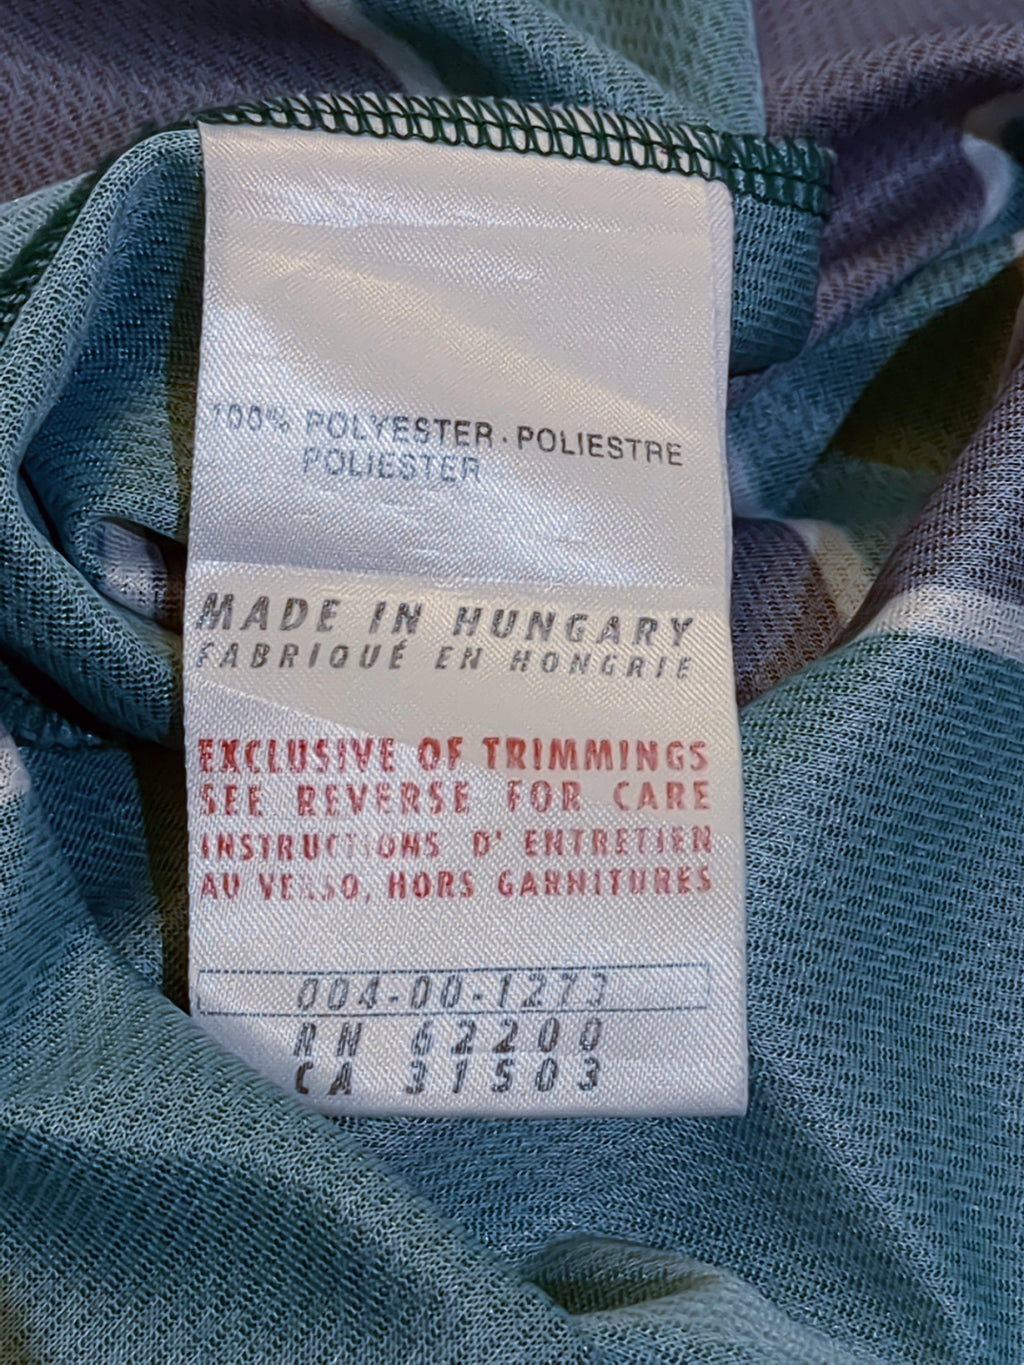 100% POLYESTER · POLIESTRE
POLIESTER
MADE IN HUNGARY
FABRIQUÉ EN HONGRIE
EXCLUSIVE OF TRIMMINGS
SEE REVERSE FOR CARE
INSTRUCTIONS D' ENTRETIEN
AU VERSO, HORS GARNITURES
004-00-1273
RN 62200
CA 31503